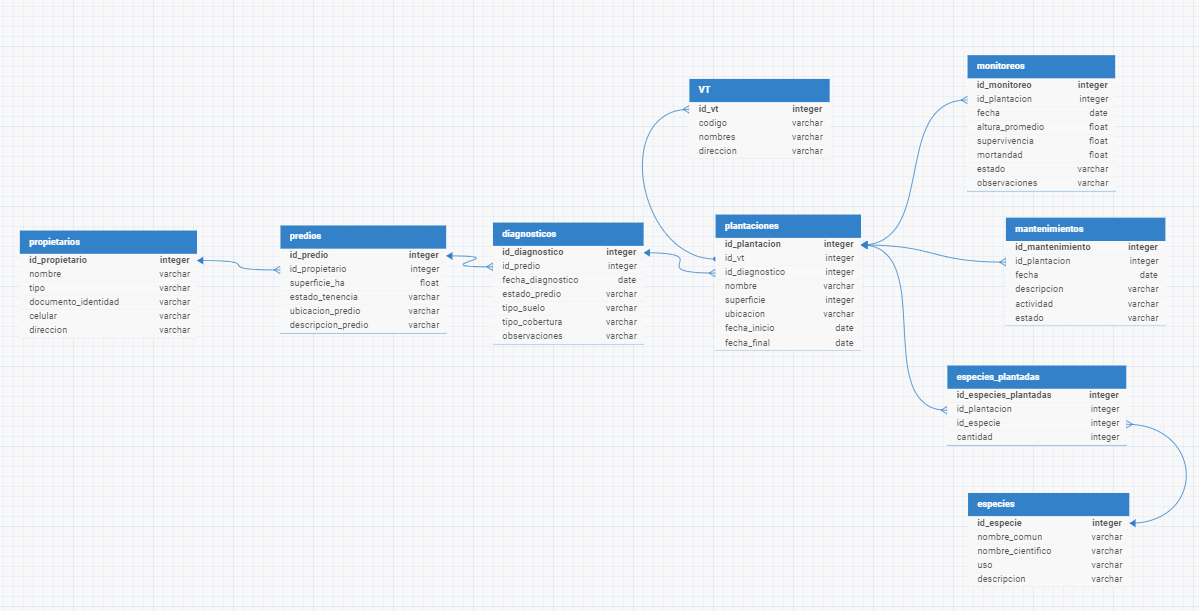 propietarios
id_propietario integer
nombre varchar
tipo varchar
documento_identidad varchar
celular varchar
direccion varchar
predios
id_predio integer
id_propietario integer
superficie_ha float
estado_tenencia varchar
ubicacion_predio varchar
descripcion_predio varchar
diagnosticos
id_diagnostico integer
id_predio integer
fecha_diagnostico date
estado_predio varchar
tipo_suelo varchar
tipo_cobertura varchar
observaciones varchar
VT
id_vt integer
codigo varchar
nombres varchar
direccion varchar
plantaciones
id_plantacion integer
id_vt integer
id_diagnostico integer
nombre varchar
superficie integer
ubicacion varchar
fecha_inicio date
fecha_final date
monitoreos
id_monitoreo integer
id_plantacion integer
fecha date
altura_promedio float
supervivencia float
mortandad float
estado varchar
observaciones varchar
mantenimientos
id_mantenimiento integer
id_plantacion integer
fecha date
descripcion varchar
actividad varchar
estado varchar
especies_plantadas
id_especies_plantadas integer
id_plantacion integer
id_especie integer
cantidad integer
especies
id_especie integer
nombre_comun varchar
nombre_cientifico varchar
uso varchar
descripcion varchar